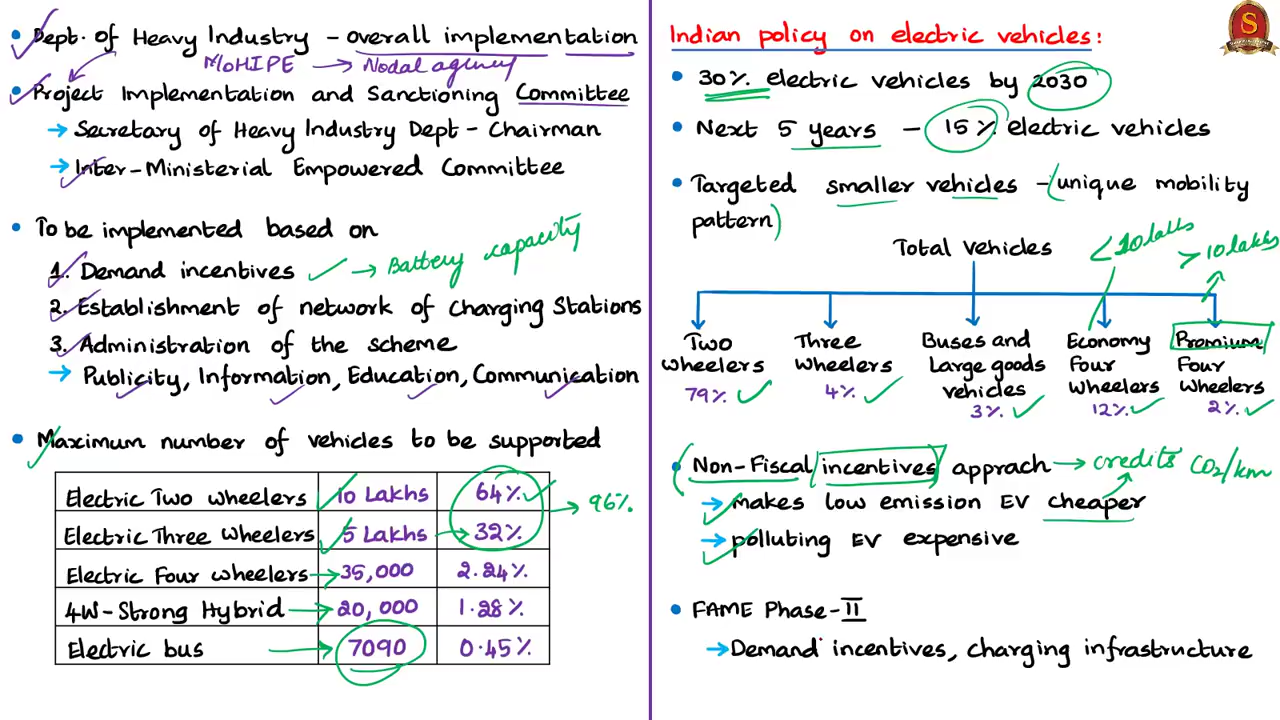 • Dept. of Heavy Industry - overall implementation
MoHIPE → Nodal agency
• Project Implementation and Sanctioning Committee
→ Secretary of Heavy Industry Dept - Chairman
→ Inter-Ministerial Empowered Committee
• To be implemented based on
1. Demand incentives → Battery capacity
2. Establishment of network of Charging Stations
3. Administration of the scheme
→ Publicity, Information, Education, Communication
• Maximum number of vehicles to be supported
Electric Two wheelers 10 Lakhs 64%
→ 96%
Electric Three Wheelers 5 Lakhs 32%
Electric Four wheelers 35,000 2.24%
4W-Strong Hybrid 20,000 1.28%
Electric bus 7090 0.45%
S
Indian policy on electric vehicles:
• 30% electric vehicles by 2030
• Next 5 years - 15% electric vehicles
• Targeted smaller vehicles - (unique mobility
pattern)
Total vehicles
<10 lakhs
>10 lakhs
Two
Wheelers
79%
Three
Wheelers
4%
Buses and
Large goods
vehicles
3%
Economy
Four
Wheelers
12%
Premium
Four
Wheelers
2%
• (Non-Fiscal incentives) apprach → credits CO2/km
→ makes low emission EV cheaper
→ polluting EV expensive
• FAME Phase-II
→ Demand incentives, charging infrastructure